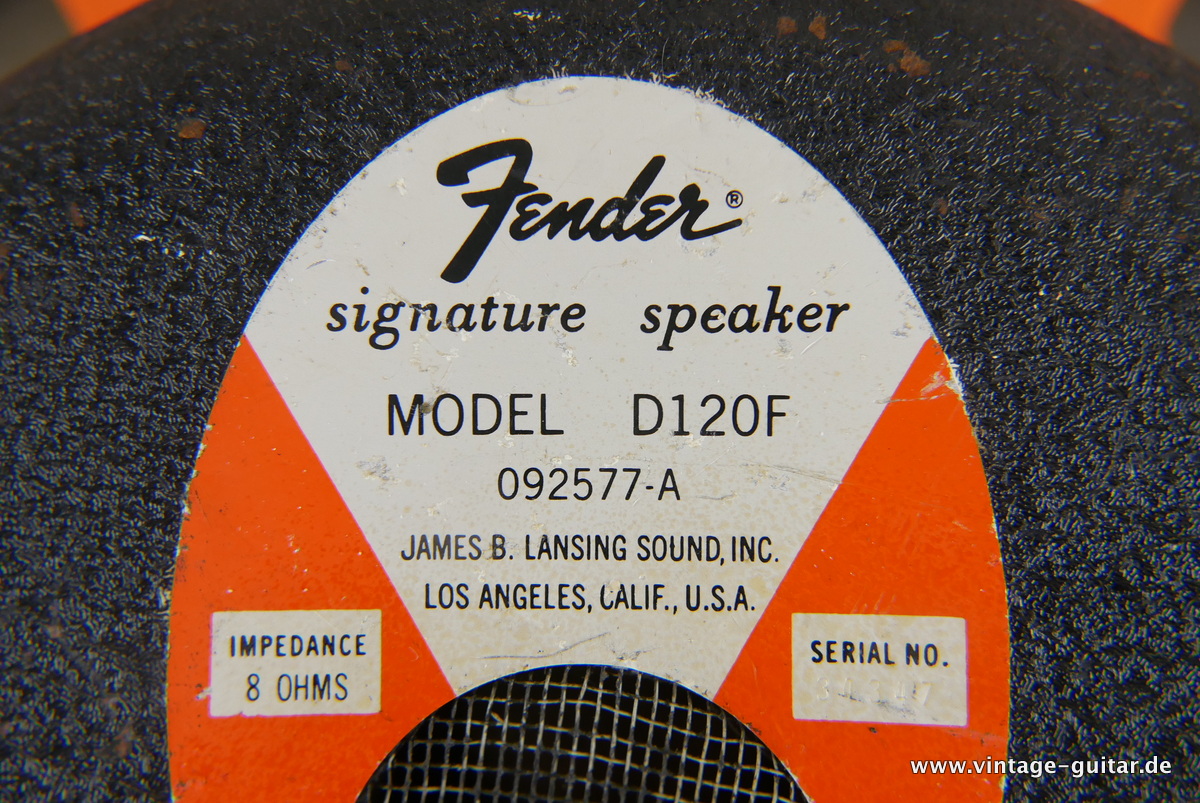 Fender®
signature speaker
MODEL D120F
092577-A
JAMES B. LANSING SOUND, INC.
LOS ANGELES, CALIF., U.S.A.
IMPEDANCE
8 OHMS
SERIAL NO.
www.vintage-guitar.de